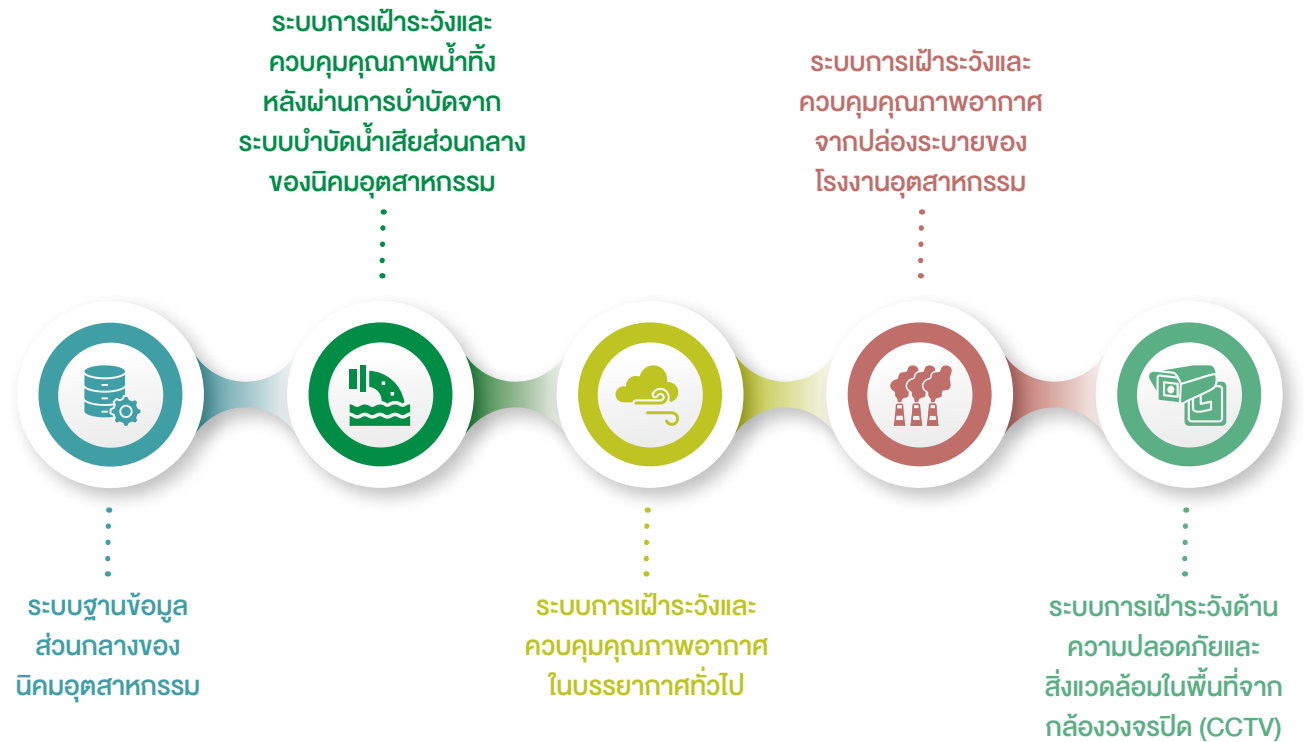 ระบบการเฝ้าระวังและ
ควบคุมคุณภาพน้ำทิ้ง
หลังผ่านการบำบัดจาก
ระบบบำบัดน้ำเสียส่วนกลาง
ของนิคมอุตสาหกรรม
ระบบการเฝ้าระวังและ
ควบคุมคุณภาพอากาศ
จากปล่องระบายของ
โรงงานอุตสาหกรรม
ระบบฐานข้อมูล
ส่วนกลางของ
นิคมอุตสาหกรรม
ระบบการเฝ้าระวังและ
ควบคุมคุณภาพอากาศ
ในบรรยากาศทั่วไป
ระบบการเฝ้าระวังด้าน
ความปลอดภัยและ
สิ่งแวดล้อมในพื้นที่จาก
กล้องวงจรปิด (CCTV)